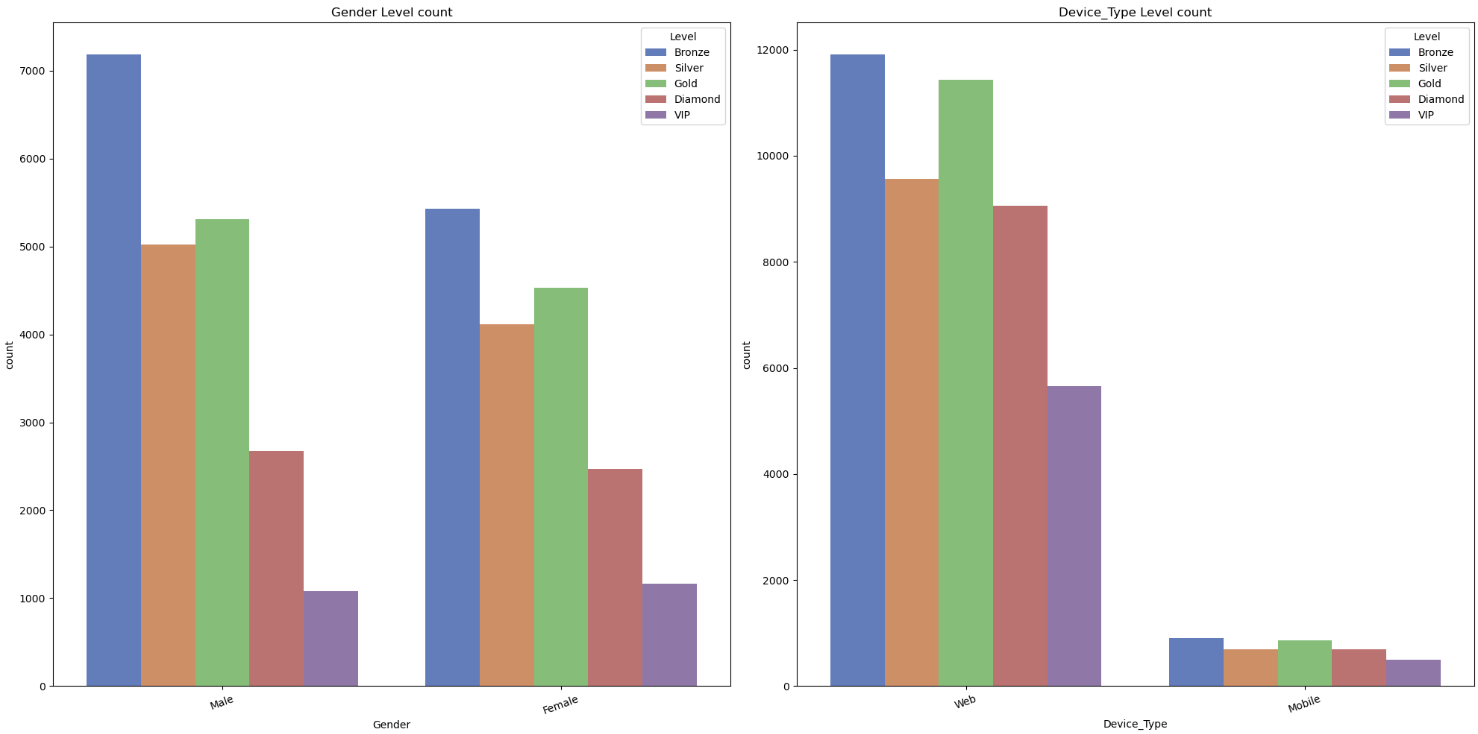 Gender Level count
Level
Bronze
Silver
Gold
Diamond
VIP
7000
6000
5000
4000
3000
2000
1000
0
count
Male
Female
Gender
Device_Type Level count
Level
Bronze
Silver
Gold
Diamond
VIP
12000
10000
8000
6000
4000
2000
0
count
Web
Mobile
Device_Type